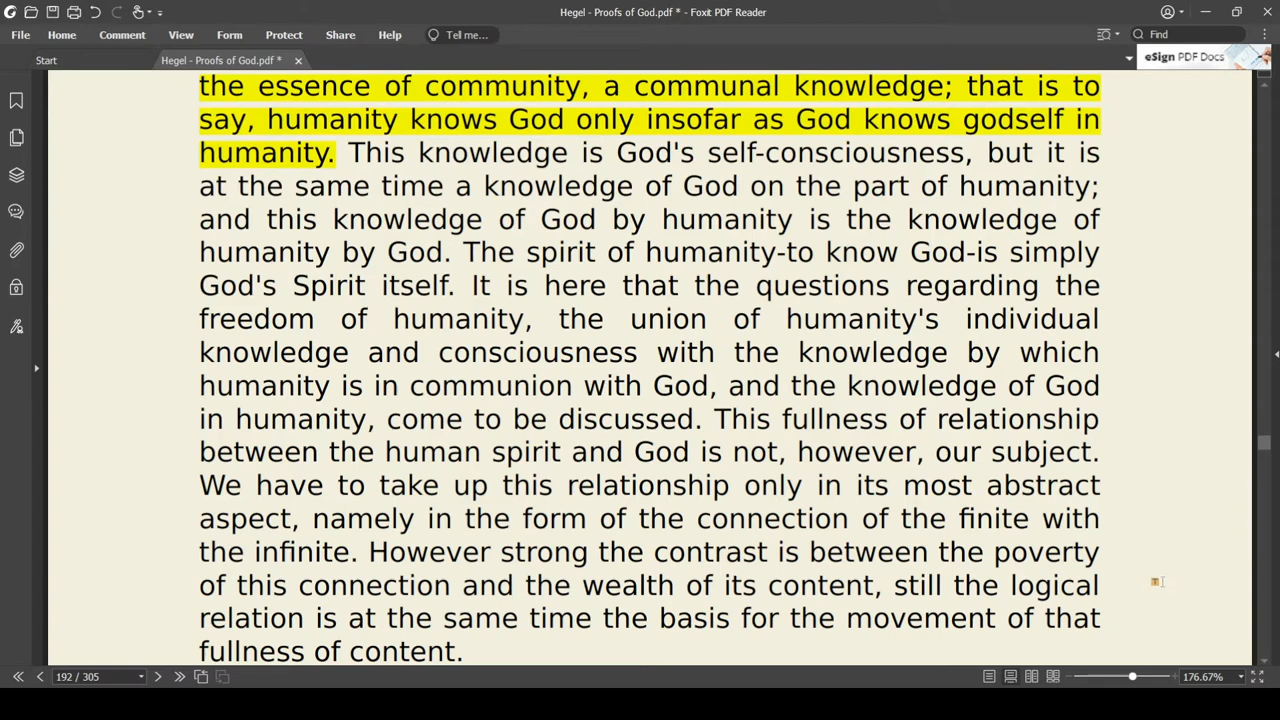 Hegel - Proofs of God.pdf * - Foxit PDF Reader
File Home Comment View Form Protect Share Help Tell me... Find
Start Hegel - Proofs of God.pdf * eSign PDF Docs
the essence of community, a communal knowledge; that is to
say, humanity knows God only insofar as God knows godself in
humanity. This knowledge is God's self-consciousness, but it is
at the same time a knowledge of God on the part of humanity;
and this knowledge of God by humanity is the knowledge of
humanity by God. The spirit of humanity-to know God-is simply
God's Spirit itself. It is here that the questions regarding the
freedom of humanity, the union of humanity's individual
knowledge and consciousness with the knowledge by which
humanity is in communion with God, and the knowledge of God
in humanity, come to be discussed. This fullness of relationship
between the human spirit and God is not, however, our subject.
We have to take up this relationship only in its most abstract
aspect, namely in the form of the connection of the finite with
the infinite. However strong the contrast is between the poverty
of this connection and the wealth of its content, still the logical
relation is at the same time the basis for the movement of that
fullness of content.
192 / 305 176.67%